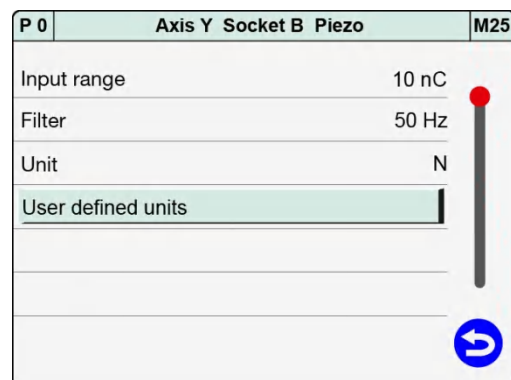 P 0 Axis Y Socket B Piezo M25
Input range 10 nC
Filter 50 Hz
Unit N
User defined units